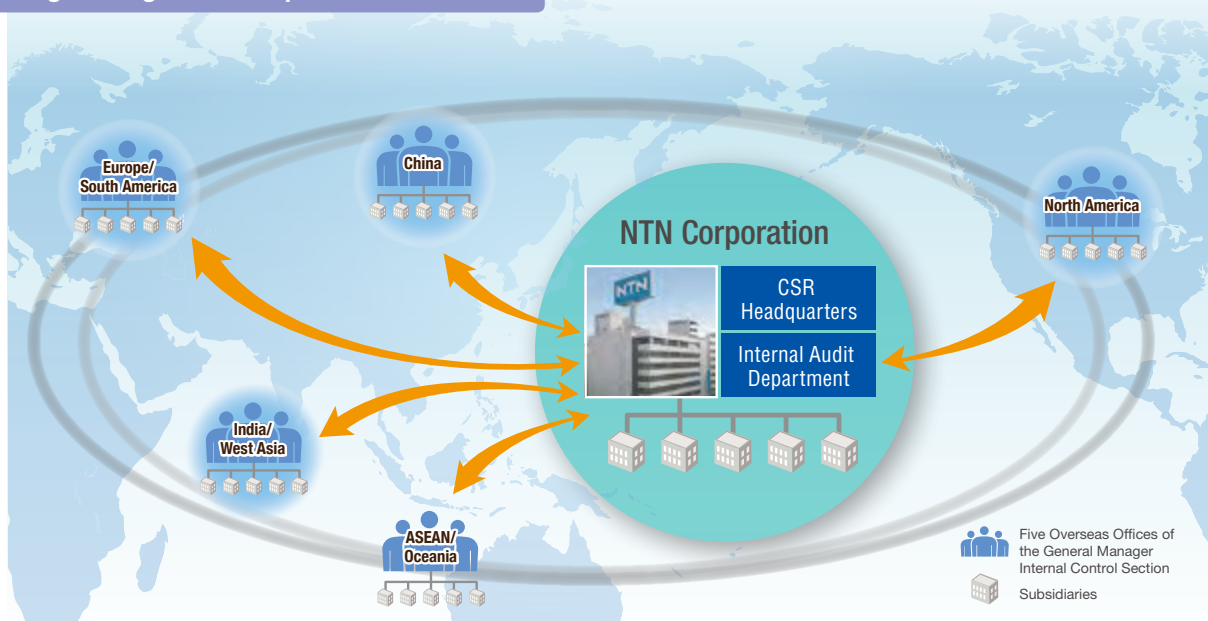 Europe/
South America
China
North America
NTN Corporation
NTN
CSR
Headquarters
Internal Audit
Department
India/
West Asia
ASEAN/
Oceania
Five Overseas Offices of
the General Manager
Internal Control Section
Subsidiaries